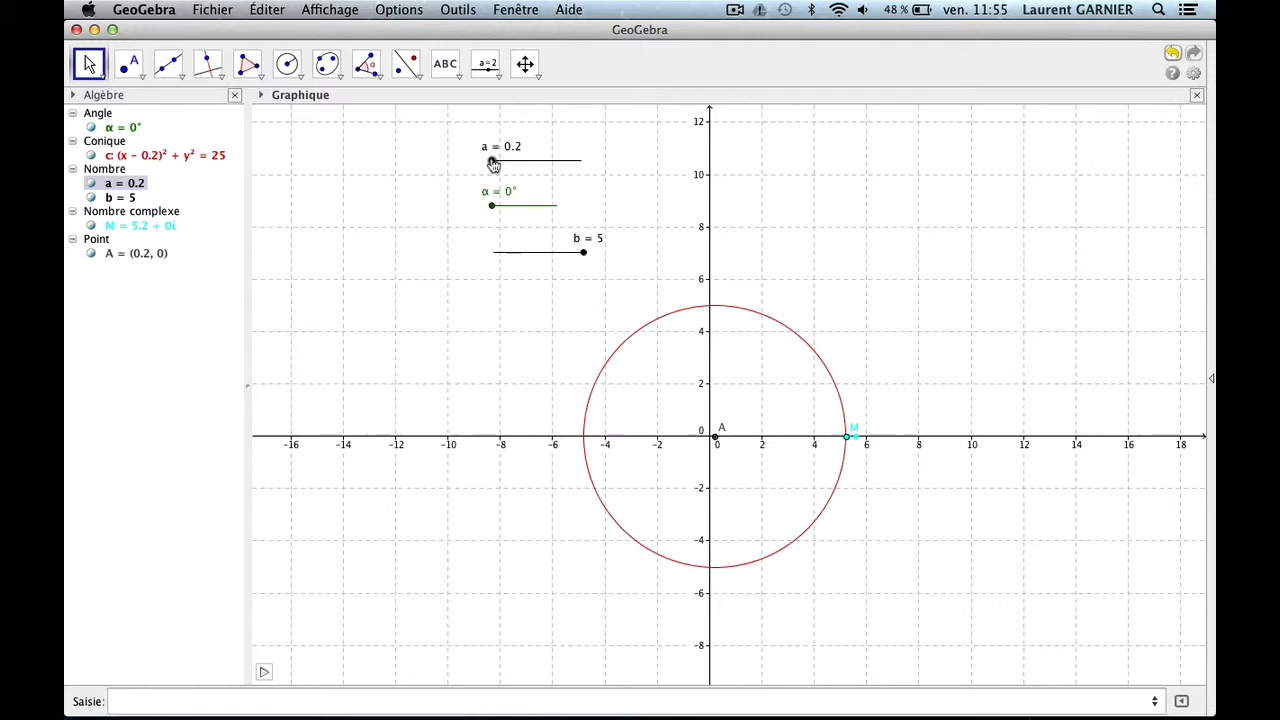 GeoGebra Fichier Éditer Affichage Options Outils Fenêtre Aide 48 % ven. 11:55 Laurent GARNIER
GeoGebra
A α ABC a = 2
Algèbre
Graphique
Angle
α = 0°
Conique
c: (x – 0.2)² + y² = 25
Nombre
a = 0.2
b = 5
Nombre complexe
M = 5.2 + 0i
Point
A = (0.2, 0)
a = 0.2
α = 0°
b = 5
12
10
8
6
4
2
0
A
M
-16 -14 -12 -10 -8 -6 -4 -2 0 2 4 6 8 10 12 14 16 18
-2
-4
-6
-8
Saisie: